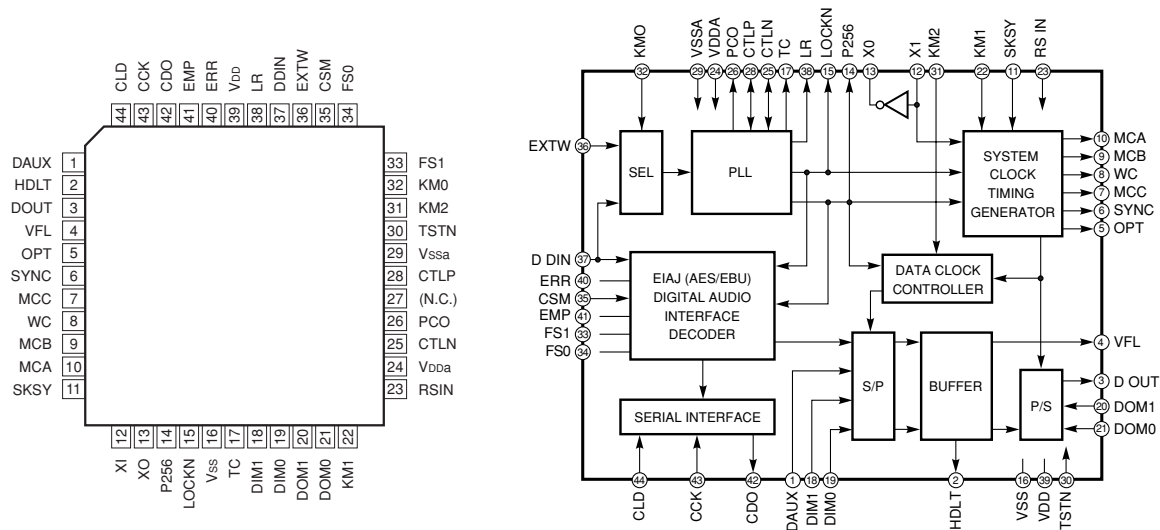 CLD CCK CDO EMP ERR VDD LR DDIN EXTW CSM FS0
44 43 42 41 40 39 38 37 36 35 34
DAUX 1
HDLT 2
DOUT 3
VFL 4
OPT 5
SYNC 6
MCC 7
WC 8
MCB 9
MCA 10
SKSY 11
33 FS1
32 KM0
31 KM2
30 TSTN
29 VSSa
28 CTLP
27 (N.C.)
26 PCO
25 CTLN
24 VDDa
23 RSIN
12 13 14 15 16 17 18 19 20 21 22
XI XO P256 LOCKN VSS TC DIM1 DIM0 DOM1 DOM0 KM1
KMO VSSA VDDA PCO CTLP CTLN TC LR LOCKN P256 X0 X1 KM2 KM1 SKSY RS IN
32 29 24 26 28 25 17 38 15 14 13 12 31 22 11 23
EXTW 36
D DIN 37
ERR 40
CSM 35
EMP 41
FS1 33
FS0 34
SEL
PLL
SYSTEM
CLOCK
TIMING
GENERATOR
10 MCA
9 MCB
8 WC
7 MCC
6 SYNC
5 OPT
EIAJ (AES/EBU)
DIGITAL AUDIO
INTERFACE
DECODER
DATA CLOCK
CONTROLLER
S/P
BUFFER
P/S
SERIAL INTERFACE
4 VFL
3 D OUT
20 DOM1
21 DOM0
44 43 42 1 18 19 2 16 39 30
CLD CCK CDO DAUX DIM1 DIM0 HDLT VSS VDD TSTN